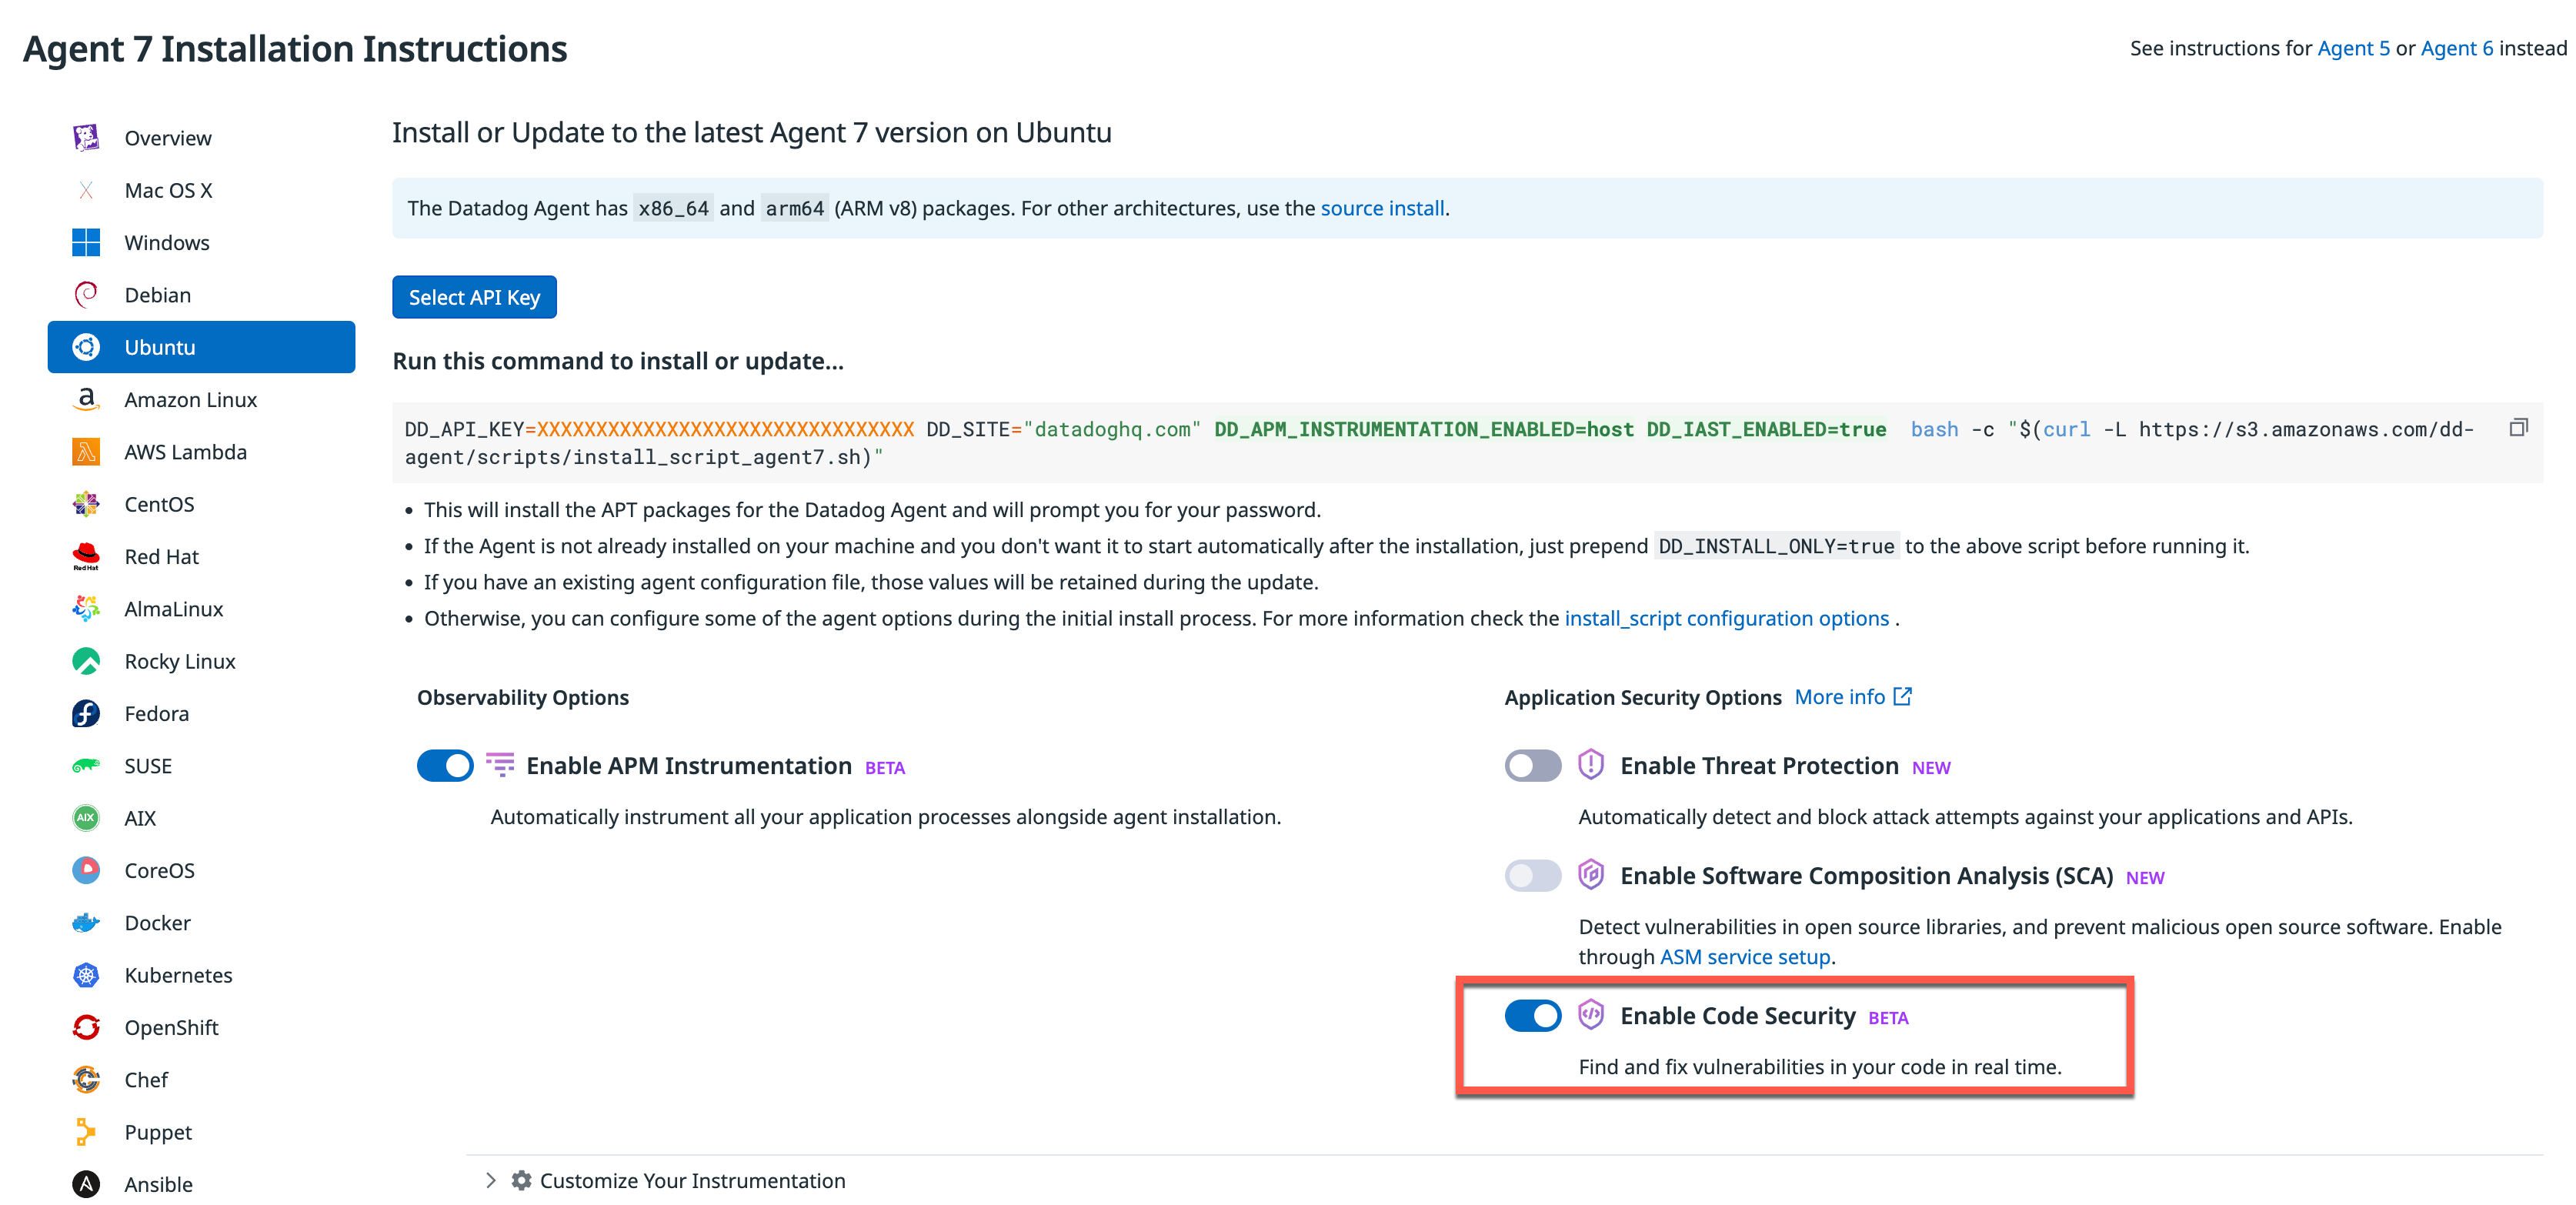 Agent 7 Installation Instructions
See instructions for Agent 5 or Agent 6 instead
Overview
Mac OS X
Windows
Debian
Ubuntu
Amazon Linux
AWS Lambda
CentOS
Red Hat
Red Hat
AlmaLinux
Rocky Linux
Fedora
SUSE
AIX
AIX
CoreOS
Docker
Kubernetes
OpenShift
Chef
Puppet
Ansible
Install or Update to the latest Agent 7 version on Ubuntu
The Datadog Agent has x86_64 and arm64 (ARM v8) packages. For other architectures, use the source install.
Select API Key
Run this command to install or update...
DD_API_KEY=XXXXXXXXXXXXXXXXXXXXXXXXXXXXXXXX DD_SITE="datadoghq.com" DD_APM_INSTRUMENTATION_ENABLED=host DD_IAST_ENABLED=true bash -c "$(curl -L https://s3.amazonaws.com/dd-
agent/scripts/install_script_agent7.sh)"
• This will install the APT packages for the Datadog Agent and will prompt you for your password.
• If the Agent is not already installed on your machine and you don't want it to start automatically after the installation, just prepend DD_INSTALL_ONLY=true to the above script before running it.
• If you have an existing agent configuration file, those values will be retained during the update.
• Otherwise, you can configure some of the agent options during the initial install process. For more information check the install_script configuration options .
Observability Options
Enable APM Instrumentation BETA
Automatically instrument all your application processes alongside agent installation.
Application Security Options More info
Enable Threat Protection NEW
Automatically detect and block attack attempts against your applications and APIs.
Enable Software Composition Analysis (SCA) NEW
Detect vulnerabilities in open source libraries, and prevent malicious open source software. Enable
through ASM service setup.
Enable Code Security BETA
Find and fix vulnerabilities in your code in real time.
Customize Your Instrumentation